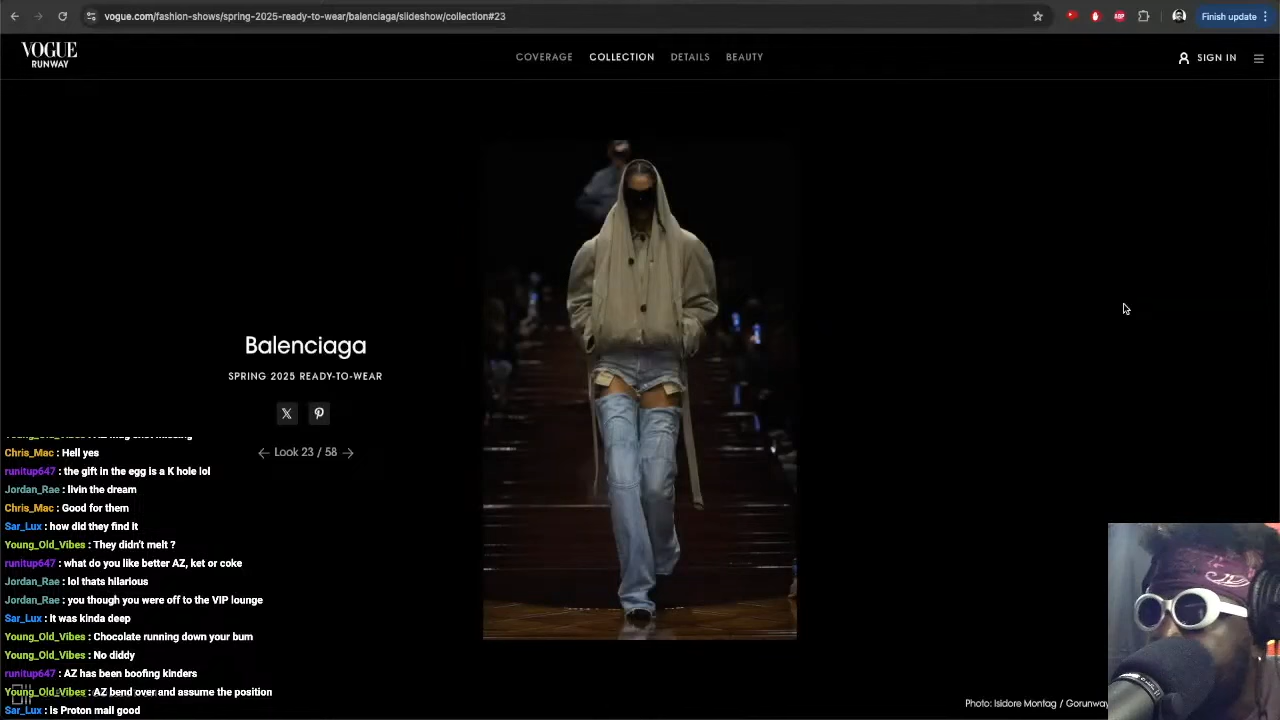 vogue.com/fashion-shows/spring-2025-ready-to-wear/balenciaga/slideshow/collection#23
ABP
Finish update
VOGUE
RUNWAY
COVERAGE
COLLECTION
DETAILS
BEAUTY
SIGN IN
Balenciaga
SPRING 2025 READY-TO-WEAR
Look 23 / 58
Chris_Mac : Hell yes
runitup647 : the gift in the egg is a K hole lol
Jordan_Rae : livin the dream
Chris_Mac : Good for them
Sar_Lux : how did they find it
Young_Old_Vibes : They didn't melt ?
runitup647 : what do you like better AZ, ket or coke
Jordan_Rae : lol thats hilarious
Jordan_Rae : you though you were off to the VIP lounge
Sar_Lux : It was kinda deep
Young_Old_Vibes : Chocolate running down your bum
Young_Old_Vibes : No diddy
runitup647 : AZ has been boofing kinders
Young_Old_Vibes : AZ bend over and assume the position
Sar_Lux : Is Proton mail good
Photo: Isidore Montag / Gorunway